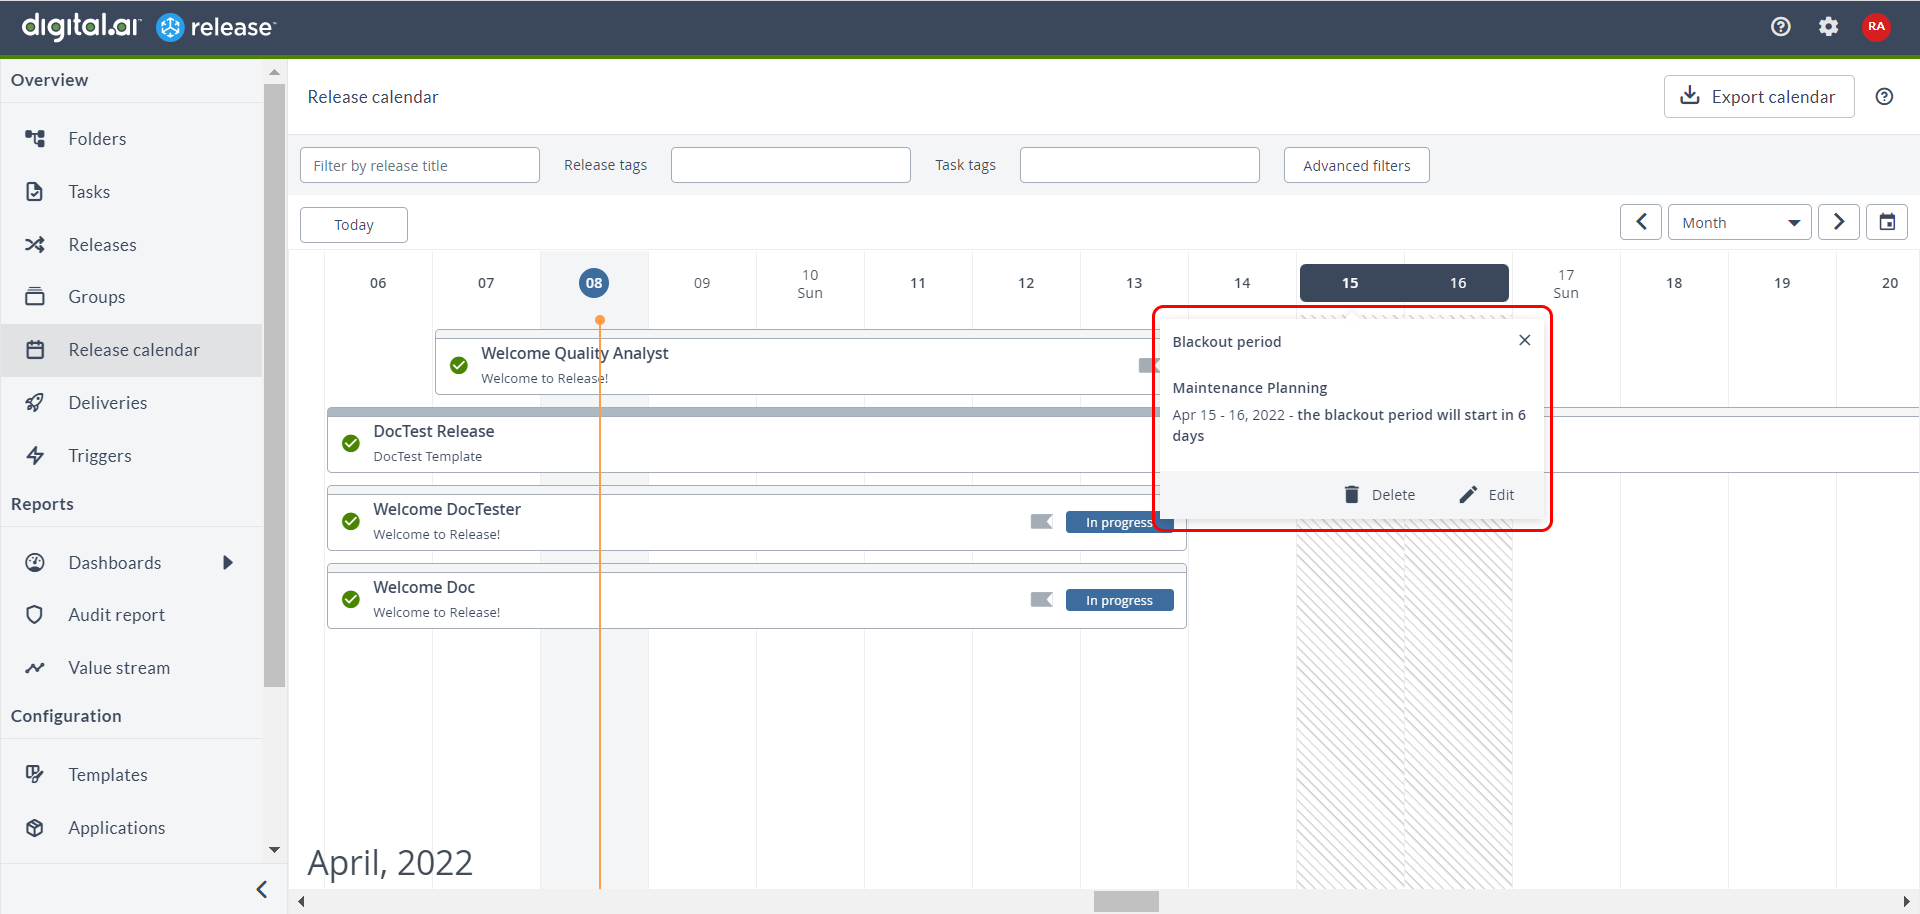 digital.ai release
RA
Overview
Folders
Tasks
Releases
Groups
Release calendar
Deliveries
Triggers
Reports
Dashboards
Audit report
Value stream
Configuration
Templates
Applications
Release calendar
Export calendar
Filter by release title
Release tags
Task tags
Advanced filters
Today
Month
06
07
08
09
10
Sun
11
12
13
14
15
16
17
Sun
18
19
20
Welcome Quality Analyst
Welcome to Release!
DocTest Release
DocTest Template
Welcome DocTester
Welcome to Release!
In progress
Welcome Doc
Welcome to Release!
In progress
Blackout period
Maintenance Planning
Apr 15 - 16, 2022 - the blackout period will start in 6
days
Delete
Edit
April, 2022